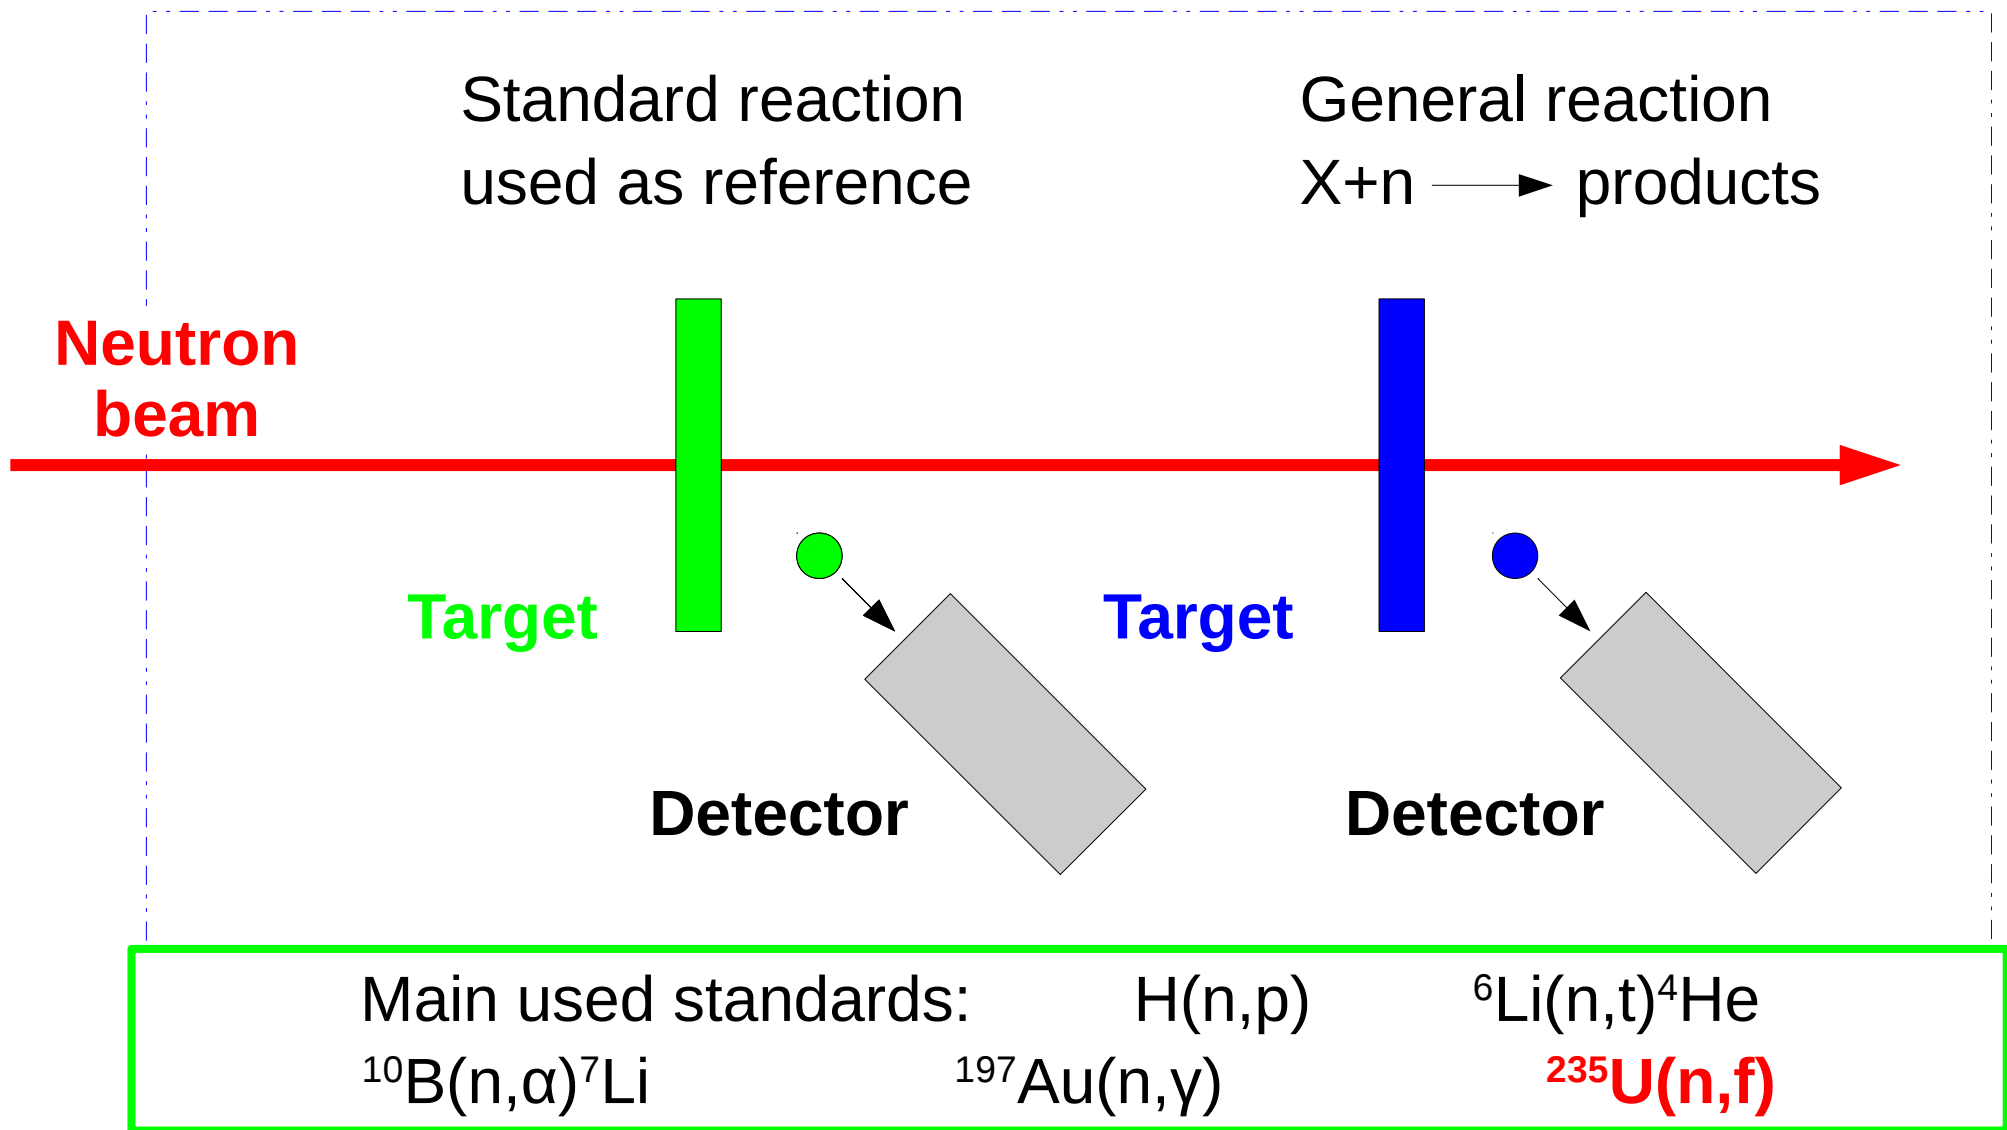 Standard reaction
used as reference
General reaction
X+n products
Neutron
beam
Target
Target
Detector
Detector
Main used standards: H(n,p) ⁶Li(n,t)⁴He
¹⁰B(n,α)⁷Li ¹⁹⁷Au(n,γ) ²³⁵U(n,f)